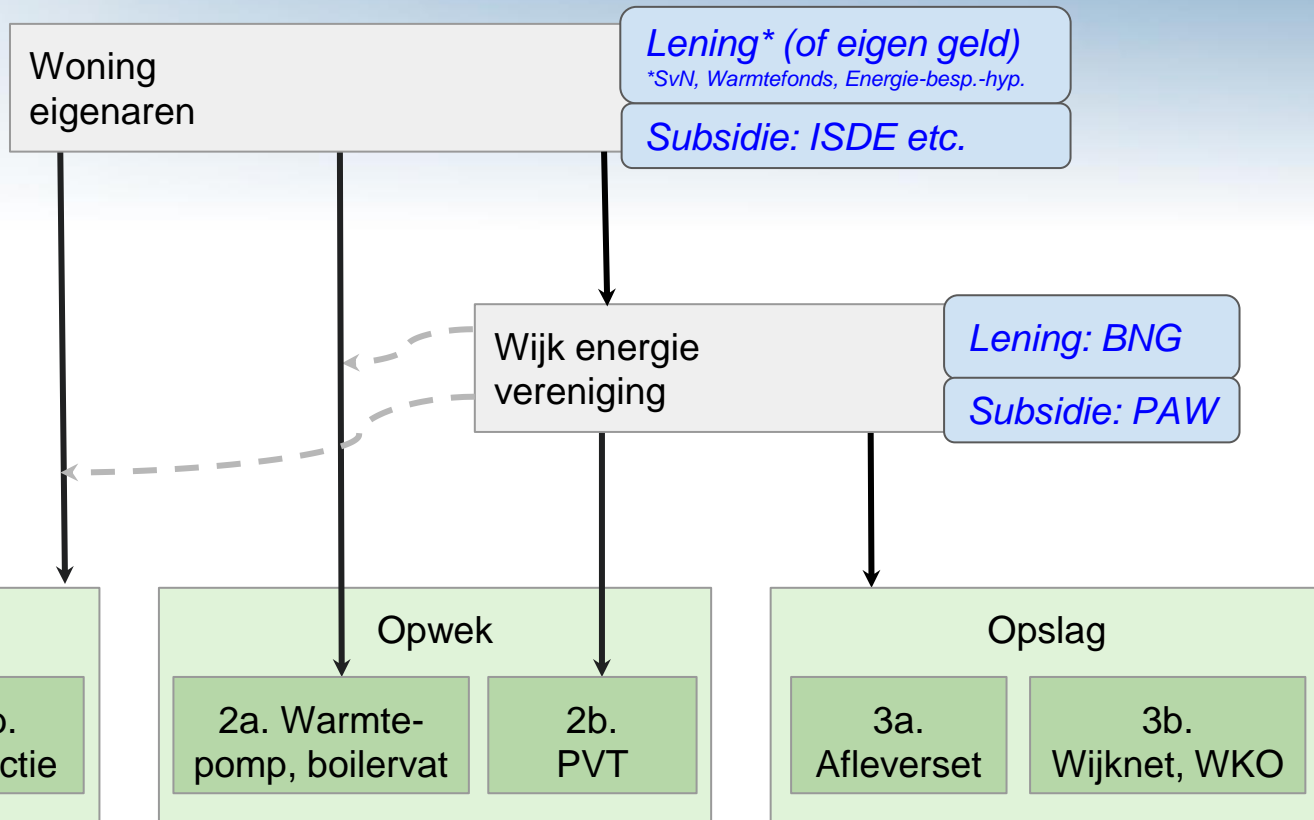 Woning
eigenaren
Lening* (of eigen geld)
*SvN, Warmtefonds, Energie-besp.-hyp.
Subsidie: ISDE etc.
Wijk energie
vereniging
Lening: BNG
Subsidie: PAW
Opwek
Opslag
2a. Warmte-
pomp, boilervat
2b.
PVT
3a.
Afleverset
3b.
Wijknet, WKO
ctie